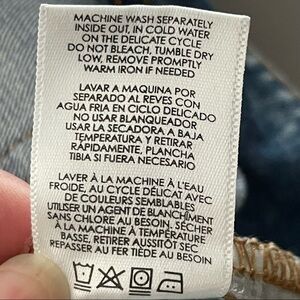 MACHINE WASH SEPARATELY
INSIDE OUT, IN COLD WATER
ON THE DELICATE CYCLE
DO NOT BLEACH, TUMBLE DRY
LOW, REMOVE PROMPTLY
WARM IRON IF NEEDED
LAVAR A MAQUINA POR
SEPARADO AL REVES CON
AGUA FRIA EN CICLO DELICADO
NO USAR BLANQUEADOR
USAR LA SECADORA A BAJA
TEMPERATURA Y RETIRAR
RÁPIDAMENTE, PLANCHA
TIBIA SI FUERA NECESARIO
LAVER À LA MACHINE À L'EAU
FROIDE, AU CYCLE DÉLICAT AVEC
DE COULEURS SEMBLABLES
UTILISER UN AGENT DE BLANCHÎMENT
SANS CHLORE AU BESOIN. SÉCHER
À LA MACHINE À TEMPÉRATURE
BASSE, RETIRER AUSSITÔT SEC
REPASSER AU FER TIÈDE AU BESOIN